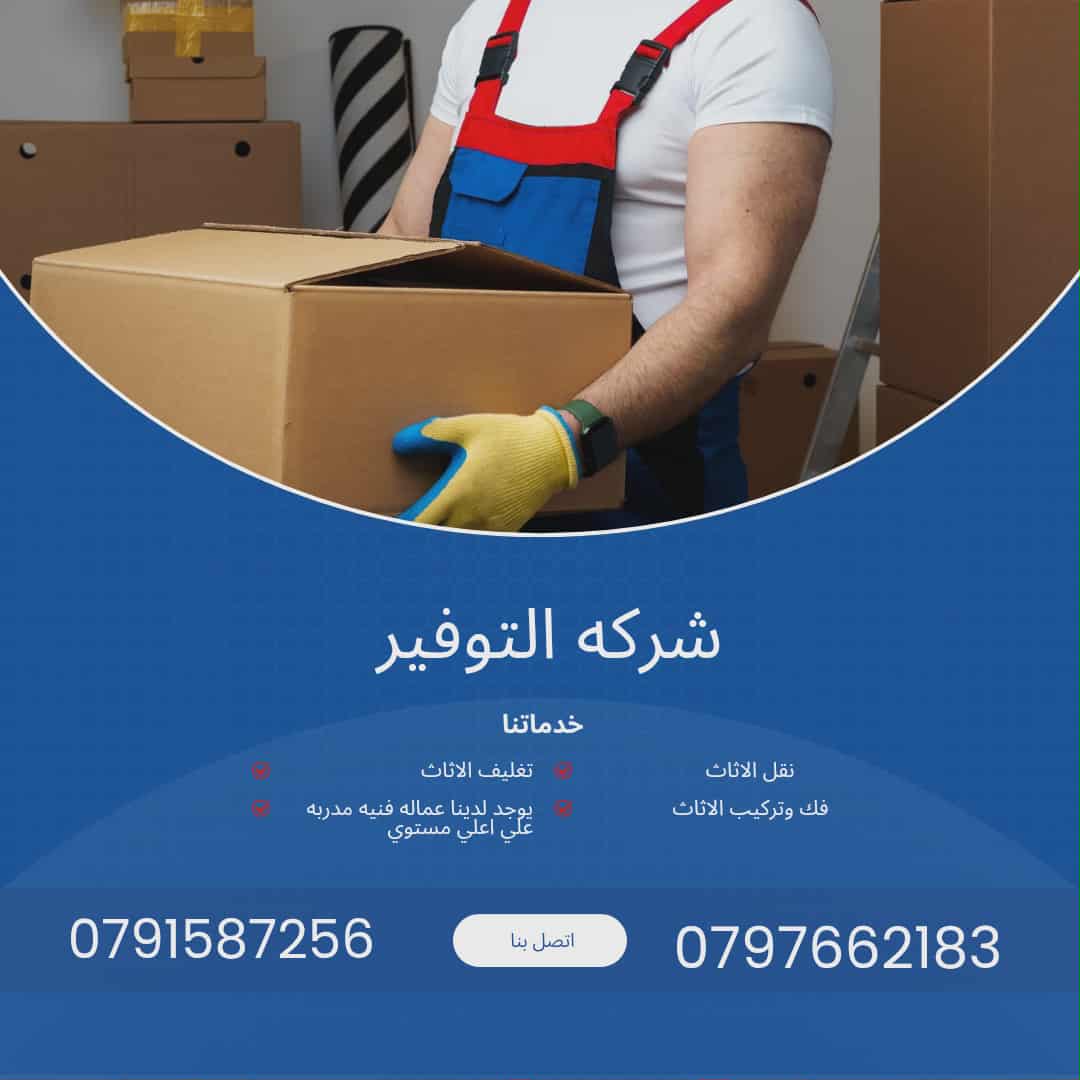 شركه التوفير
خدماتنا
نقل الاثاث
تغليف الاثاث
فك وتركيب الاثاث
يوجد لدينا عماله فنيه مدربه
علي اعلي مستوي
0797662183
اتصل بنا
0791587256